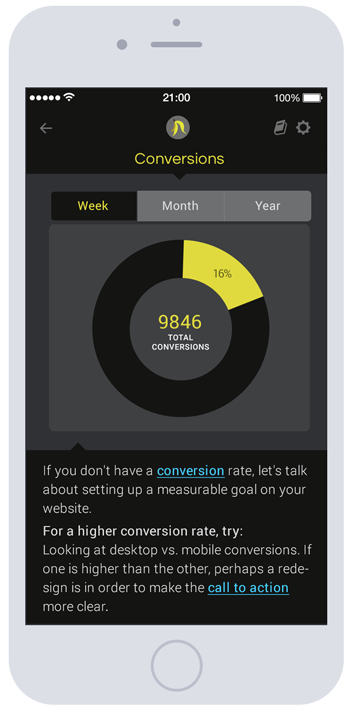 21:00
100%
Conversions
Week Month Year
16%
9846
TOTAL
CONVERSIONS
If you don't have a conversion rate, let's talk
about setting up a measurable goal on your
website.
For a higher conversion rate, try:
Looking at desktop vs. mobile conversions. If
one is higher than the other, perhaps a rede-
sign is in order to make the call to action
more clear.